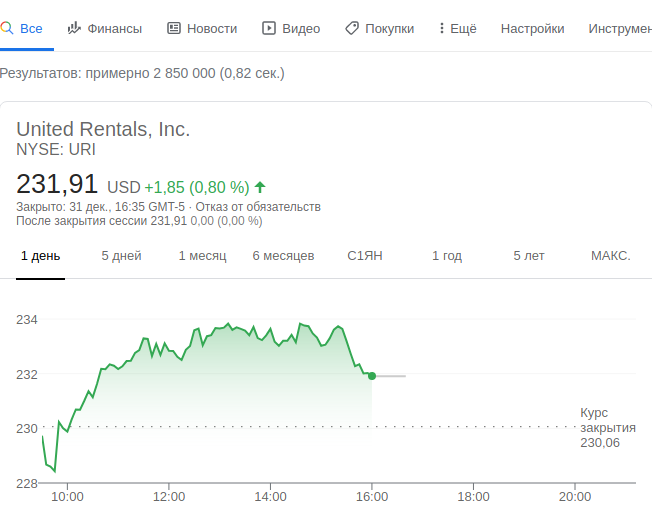 Все Финансы Новости Видео Покупки Ещё Настройки Инструмен
Результатов: примерно 2 850 000 (0,82 сек.)
United Rentals, Inc.
NYSE: URI
231,91 USD +1,85 (0,80 %)
Закрыто: 31 дек., 16:35 GMT-5 · Отказ от обязательств
После закрытия сессии 231,91 0,00 (0,00 %)
1 день 5 дней 1 месяц 6 месяцев С1ЯН 1 год 5 лет МАКС.
234
232
230
228
Курс
закрытия
230,06
10:00 12:00 14:00 16:00 18:00 20:00